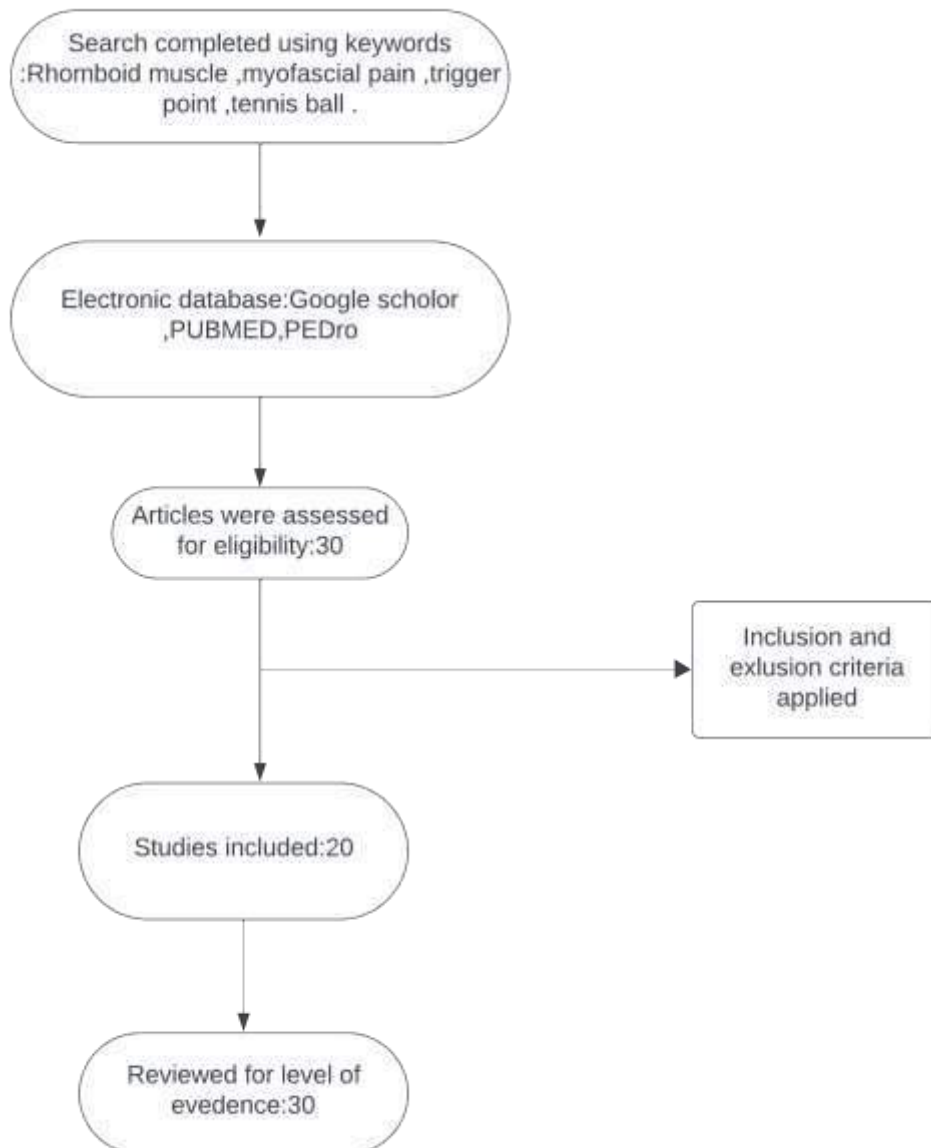 Search completed using keywords
:Rhornboid muscle ,myofascial pain ,trigger
point ,tennis ball .
Electronic database:Google scholor
,PUBMED,PEDro
Articles were assessed
for eligibility:30
Inclusion and
exlusion criteria
applied
Studies included:20
Reviewed for level of
evedence:30